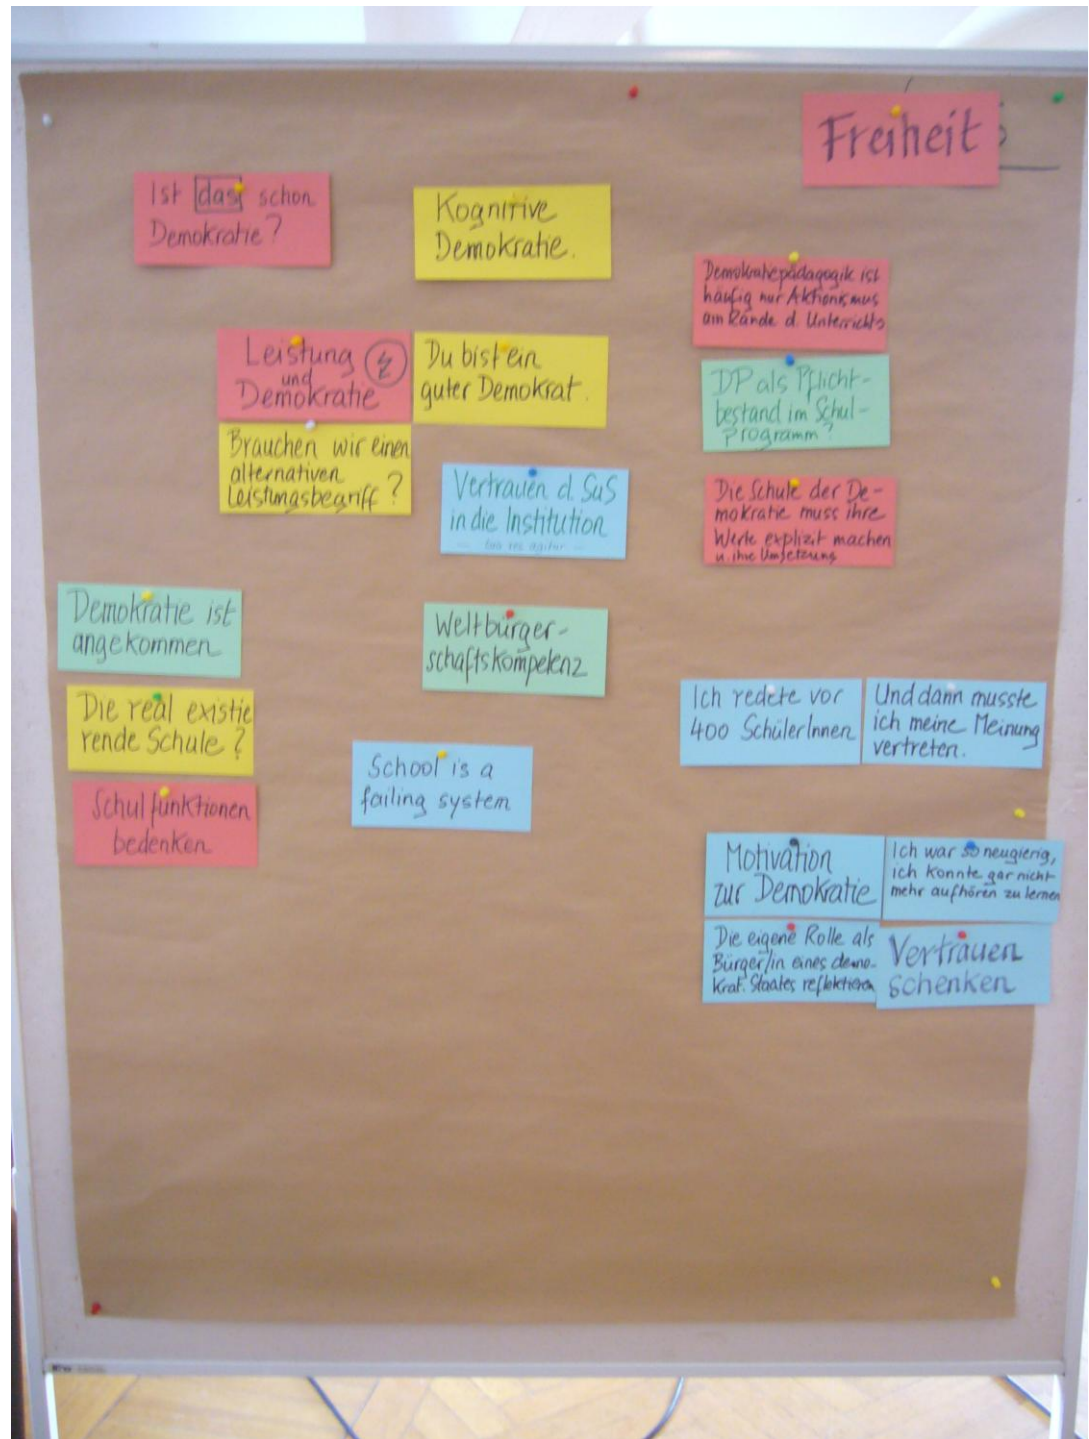 Freiheit
Ist das schon
Demokratie?
Kognitive
Demokratie.
Demokratiepädagogik ist
häufig nur Aktionismus
am Rande d. Unterrichts
Leistung
und
Demokratie
Du bist ein
guter Demokrat.
DP als Pflicht-
bestand im Schul-
programm?
Brauchen wir einen
alternativen
Leistungsbegriff?
Vertrauen d. SuS
in die Institution
Die Schule der De-
mokratie muss ihre
Werte explizit machen
u. ihre Umsetzung
Demokratie ist
angekommen
Weltbürger-
schaftskompetenz
Die real existie
rende Schule?
Ich redete vor
400 SchülerInnen
Und dann musste
ich meine Meinung
vertreten.
School is a
failing system
Schulfunktionen
bedenken
Motivation
zur Demokratie
Ich war so neugierig,
ich konnte gar nicht
mehr aufhören zu lernen
Die eigene Rolle als
Bürger/in eines demo-
krat. Staates reflektieren
Vertrauen
schenken